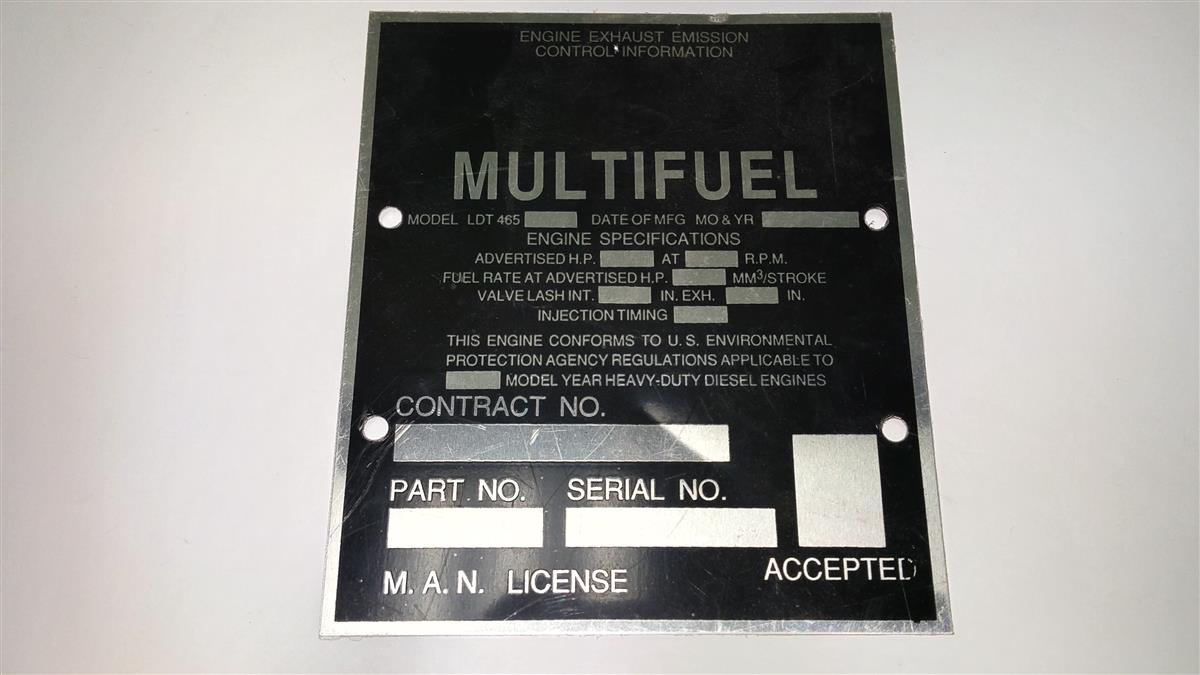 ENGINE EXHAUST EMISSION
CONTROL INFORMATION
MULTIFUEL
MODEL LDT 465 DATE OF MFG MO & YR
ENGINE SPECIFICATIONS
ADVERTISED H.P. AT R.P.M.
FUEL RATE AT ADVERTISED H.P. MM³/STROKE
VALVE LASH INT. IN. EXH. IN.
INJECTION TIMING
THIS ENGINE CONFORMS TO U.S. ENVIRONMENTAL
PROTECTION AGENCY REGULATIONS APPLICABLE TO
MODEL YEAR HEAVY-DUTY DIESEL ENGINES
CONTRACT NO.
PART NO. SERIAL NO.
M. A. N. LICENSE ACCEPTED